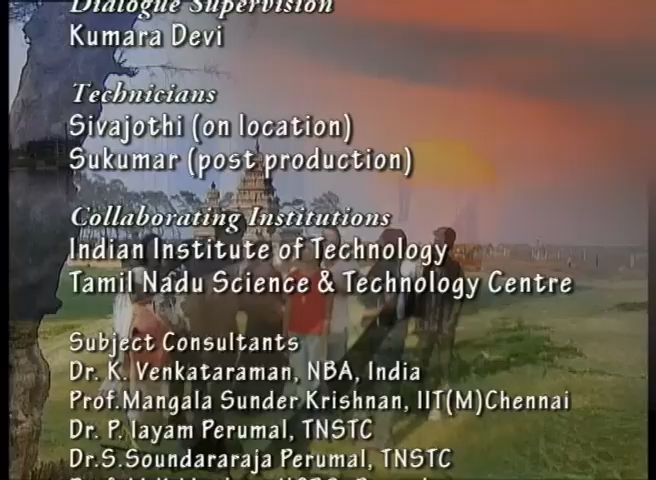 Dialogue Supervision
Kumara Devi
Technicians
Sivajothi (on location)
Sukumar (post production)
Collaborating Institutions
Indian Institute of Technology
Tamil Nadu Science & Technology Centre
Subject Consultants
Dr. K. Venkataraman, NBA, India
Prof.Mangala Sunder Krishnan, IIT(M)Chennai
Dr. P. Iayam Perumal, TNSTC
Dr.S.Soundararaja Perumal, TNSTC